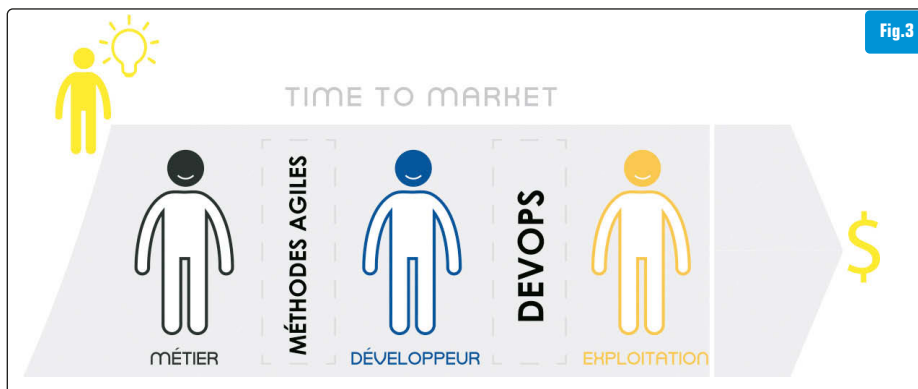 Fig.3
TIME TO MARKET
MÉTHODES AGILES
DEVOPS
MÉTIER
DÉVELOPPEUR
EXPLOITATION
$